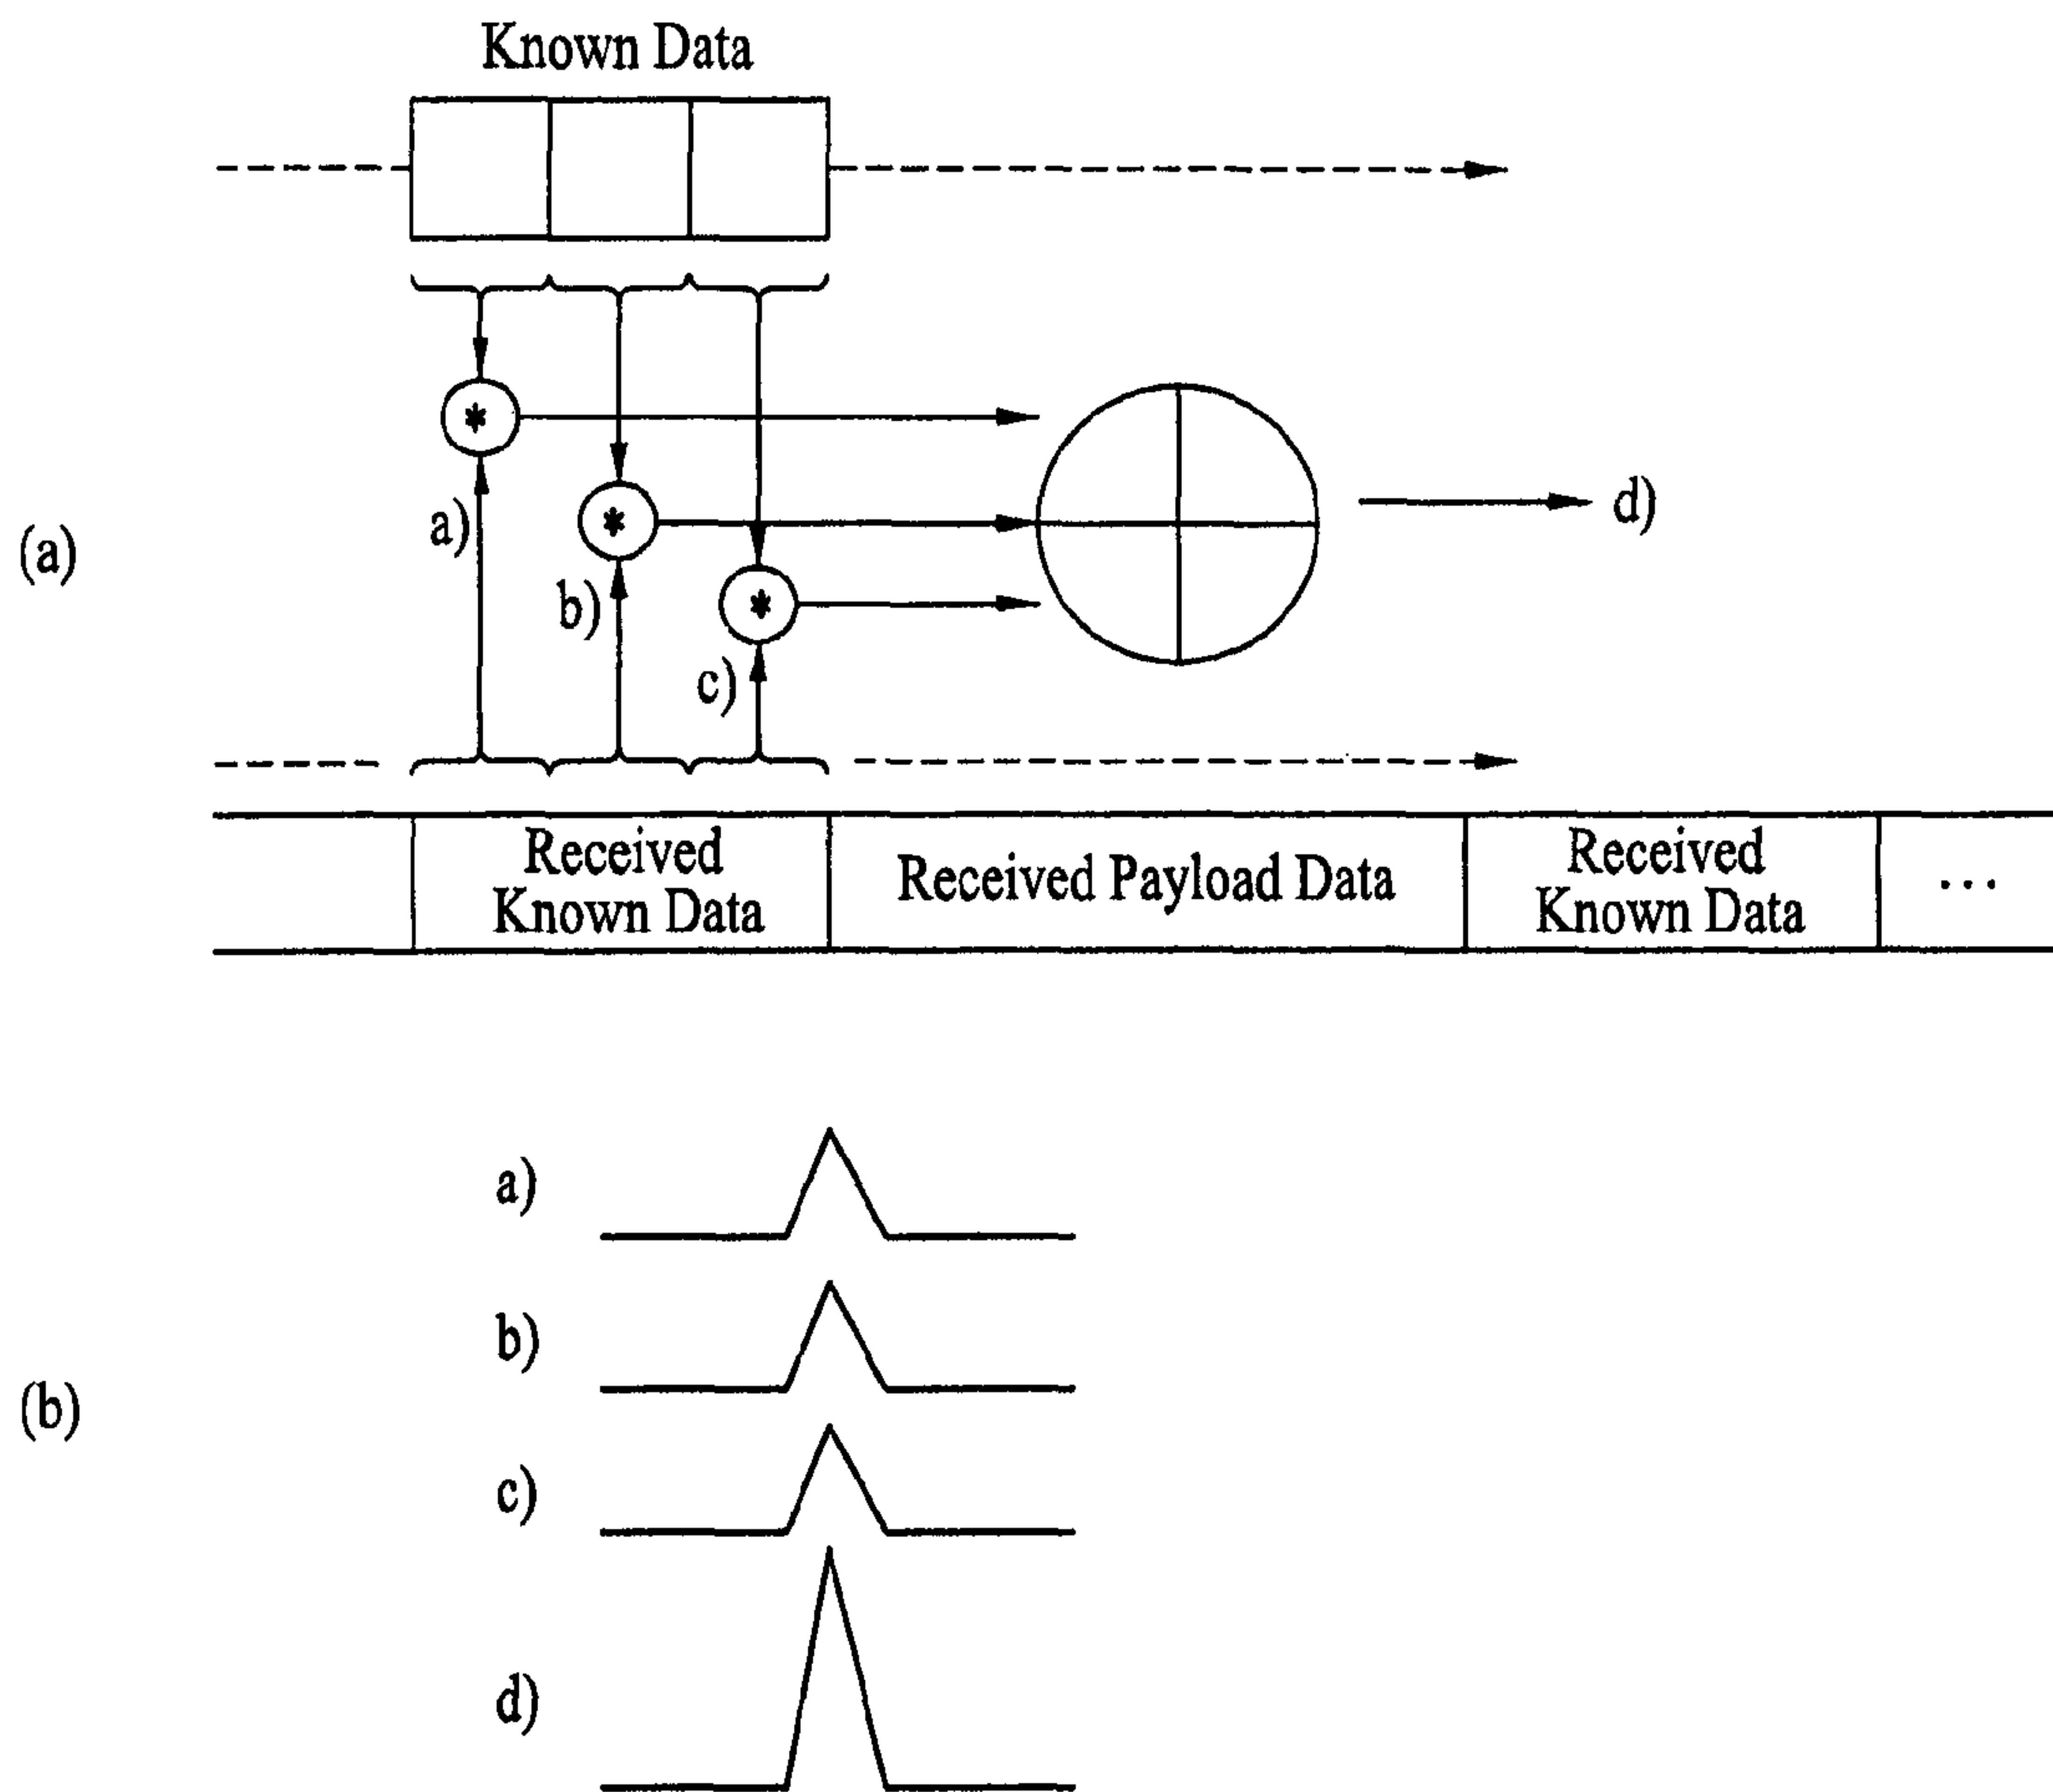 Known Data
*
a)
*
d)
(a)
b)
*
c)
Received
Known Data
Received Payload Data
Received
Known Data
...
a)
b)
(b)
c)
d)